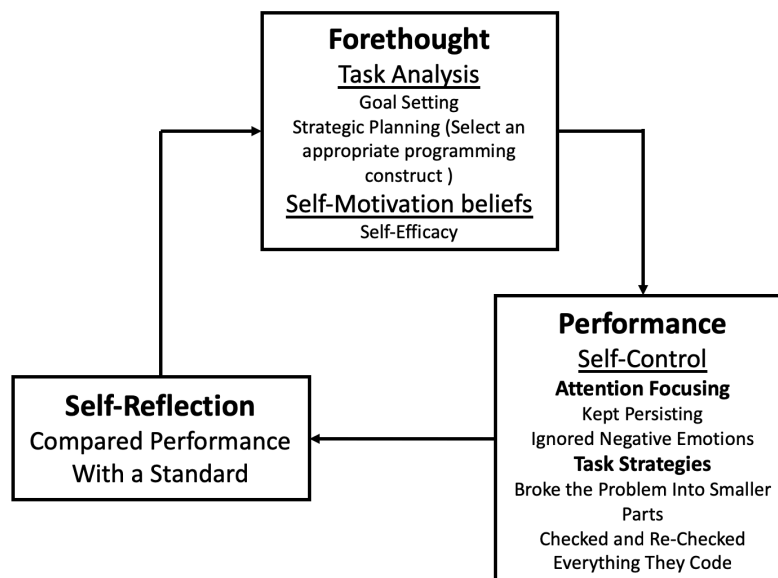 Forethought
Task Analysis
Goal Setting
Strategic Planning (Select an
appropriate programming
construct )
Self-Motivation beliefs
Self-Efficacy
Performance
Self-Control
Attention Focusing
Kept Persisting
Ignored Negative Emotions
Task Strategies
Broke the Problem Into Smaller
Parts
Checked and Re-Checked
Everything They Code
Self-Reflection
Compared Performance
With a Standard